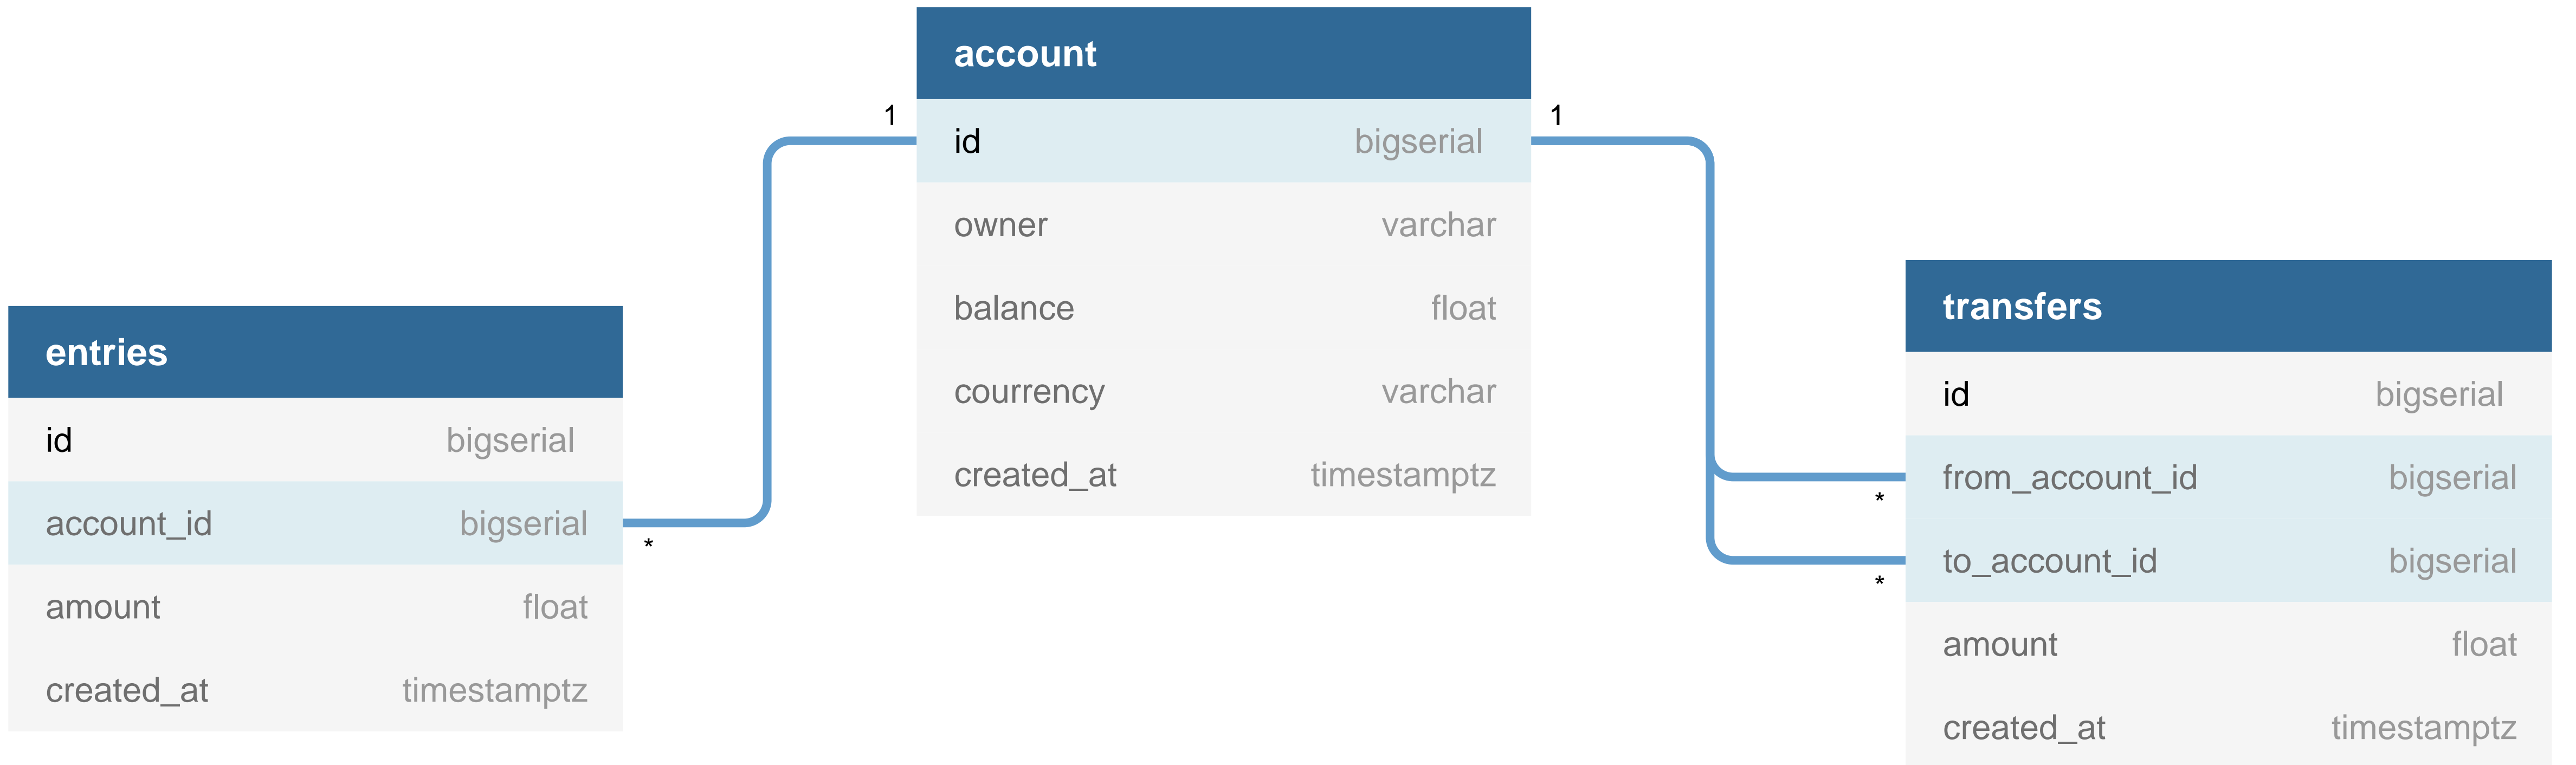 account
1
1
id bigserial
owner varchar
balance float
courrency varchar
created_at timestamptz
entries
id bigserial
account_id bigserial
*
amount float
created_at timestamptz
transfers
id bigserial
from_account_id bigserial
*
to_account_id bigserial
*
amount float
created_at timestamptz